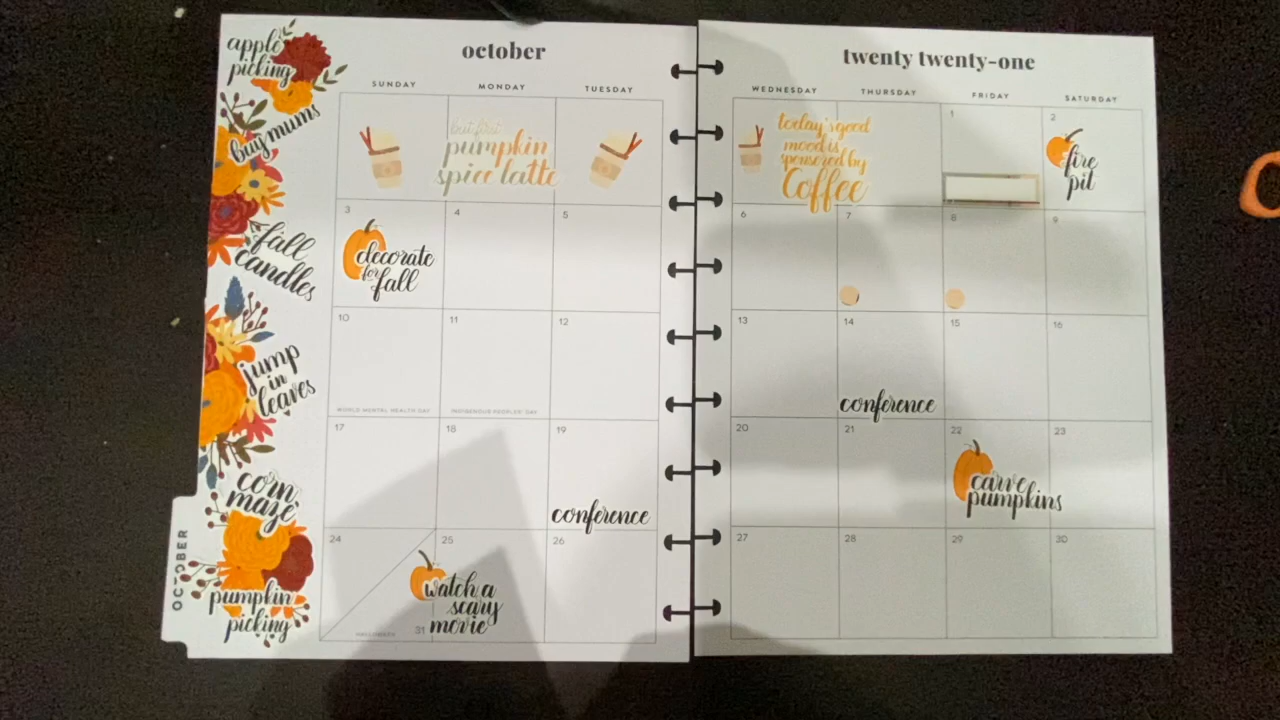 october
twenty twenty-one
SUNDAY
MONDAY
TUESDAY
WEDNESDAY
THURSDAY
FRIDAY
SATURDAY
apple
picking
buy mums
fall
candles
jump
in
leaves
corn
maze
pumpkin
picking
OCTOBER
but first
pumpkin
spice latte
today's good
mood is
sponsored by
Coffee
1
2
fire
pit
3
decorate
for
fall
4
5
6
7
8
9
10
WORLD MENTAL HEALTH DAY
11
INDIGENOUS PEOPLES' DAY
12
13
14
conference
15
16
17
18
19
conference
20
21
22
carve
pumpkins
23
24
HALLOWEEN
31
25
watch a
scary
movie
26
27
28
29
30